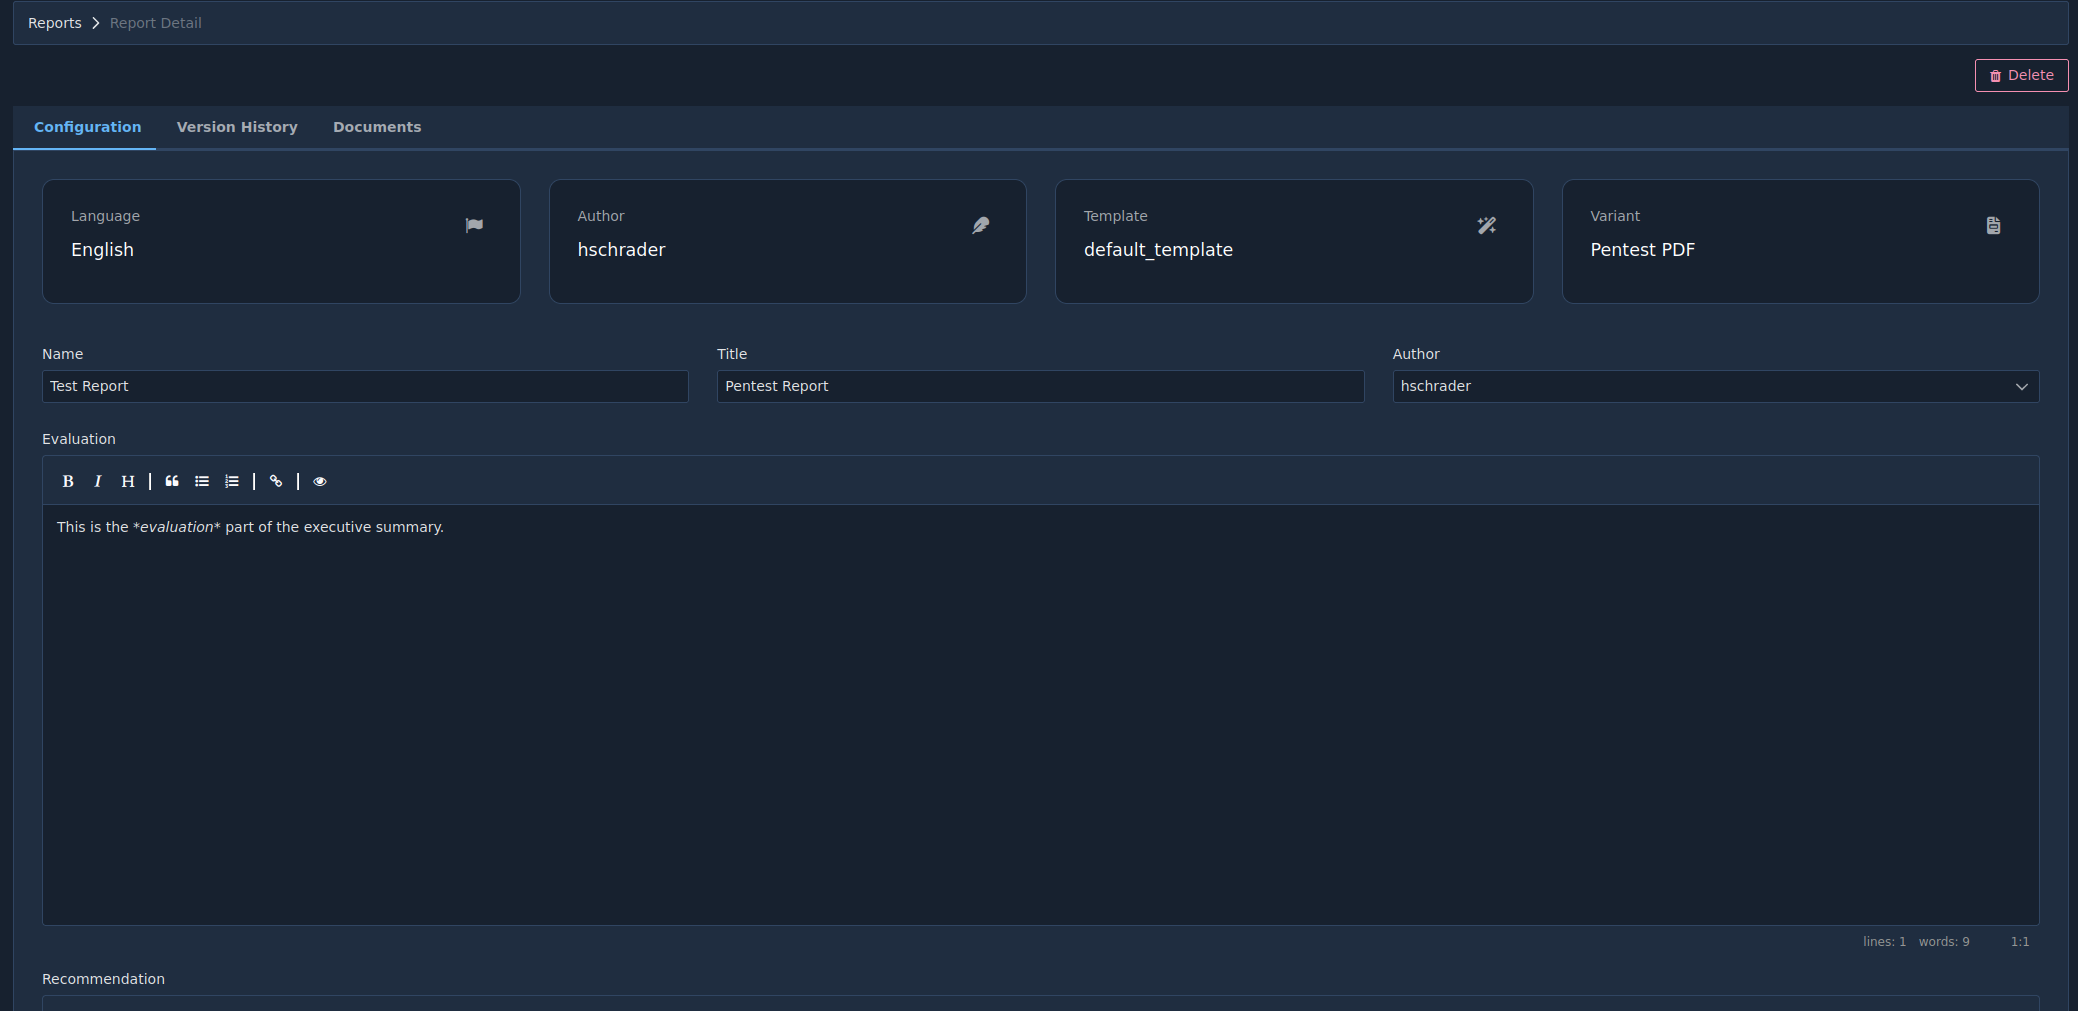 Reports > Report Detail
Delete
Configuration Version History Documents
Language
English
Author
hschrader
Template
default_template
Variant
Pentest PDF
Name
Test Report
Title
Pentest Report
Author
hschrader
Evaluation
B I H
This is the *evaluation* part of the executive summary.
lines: 1 words: 9 1:1
Recommendation